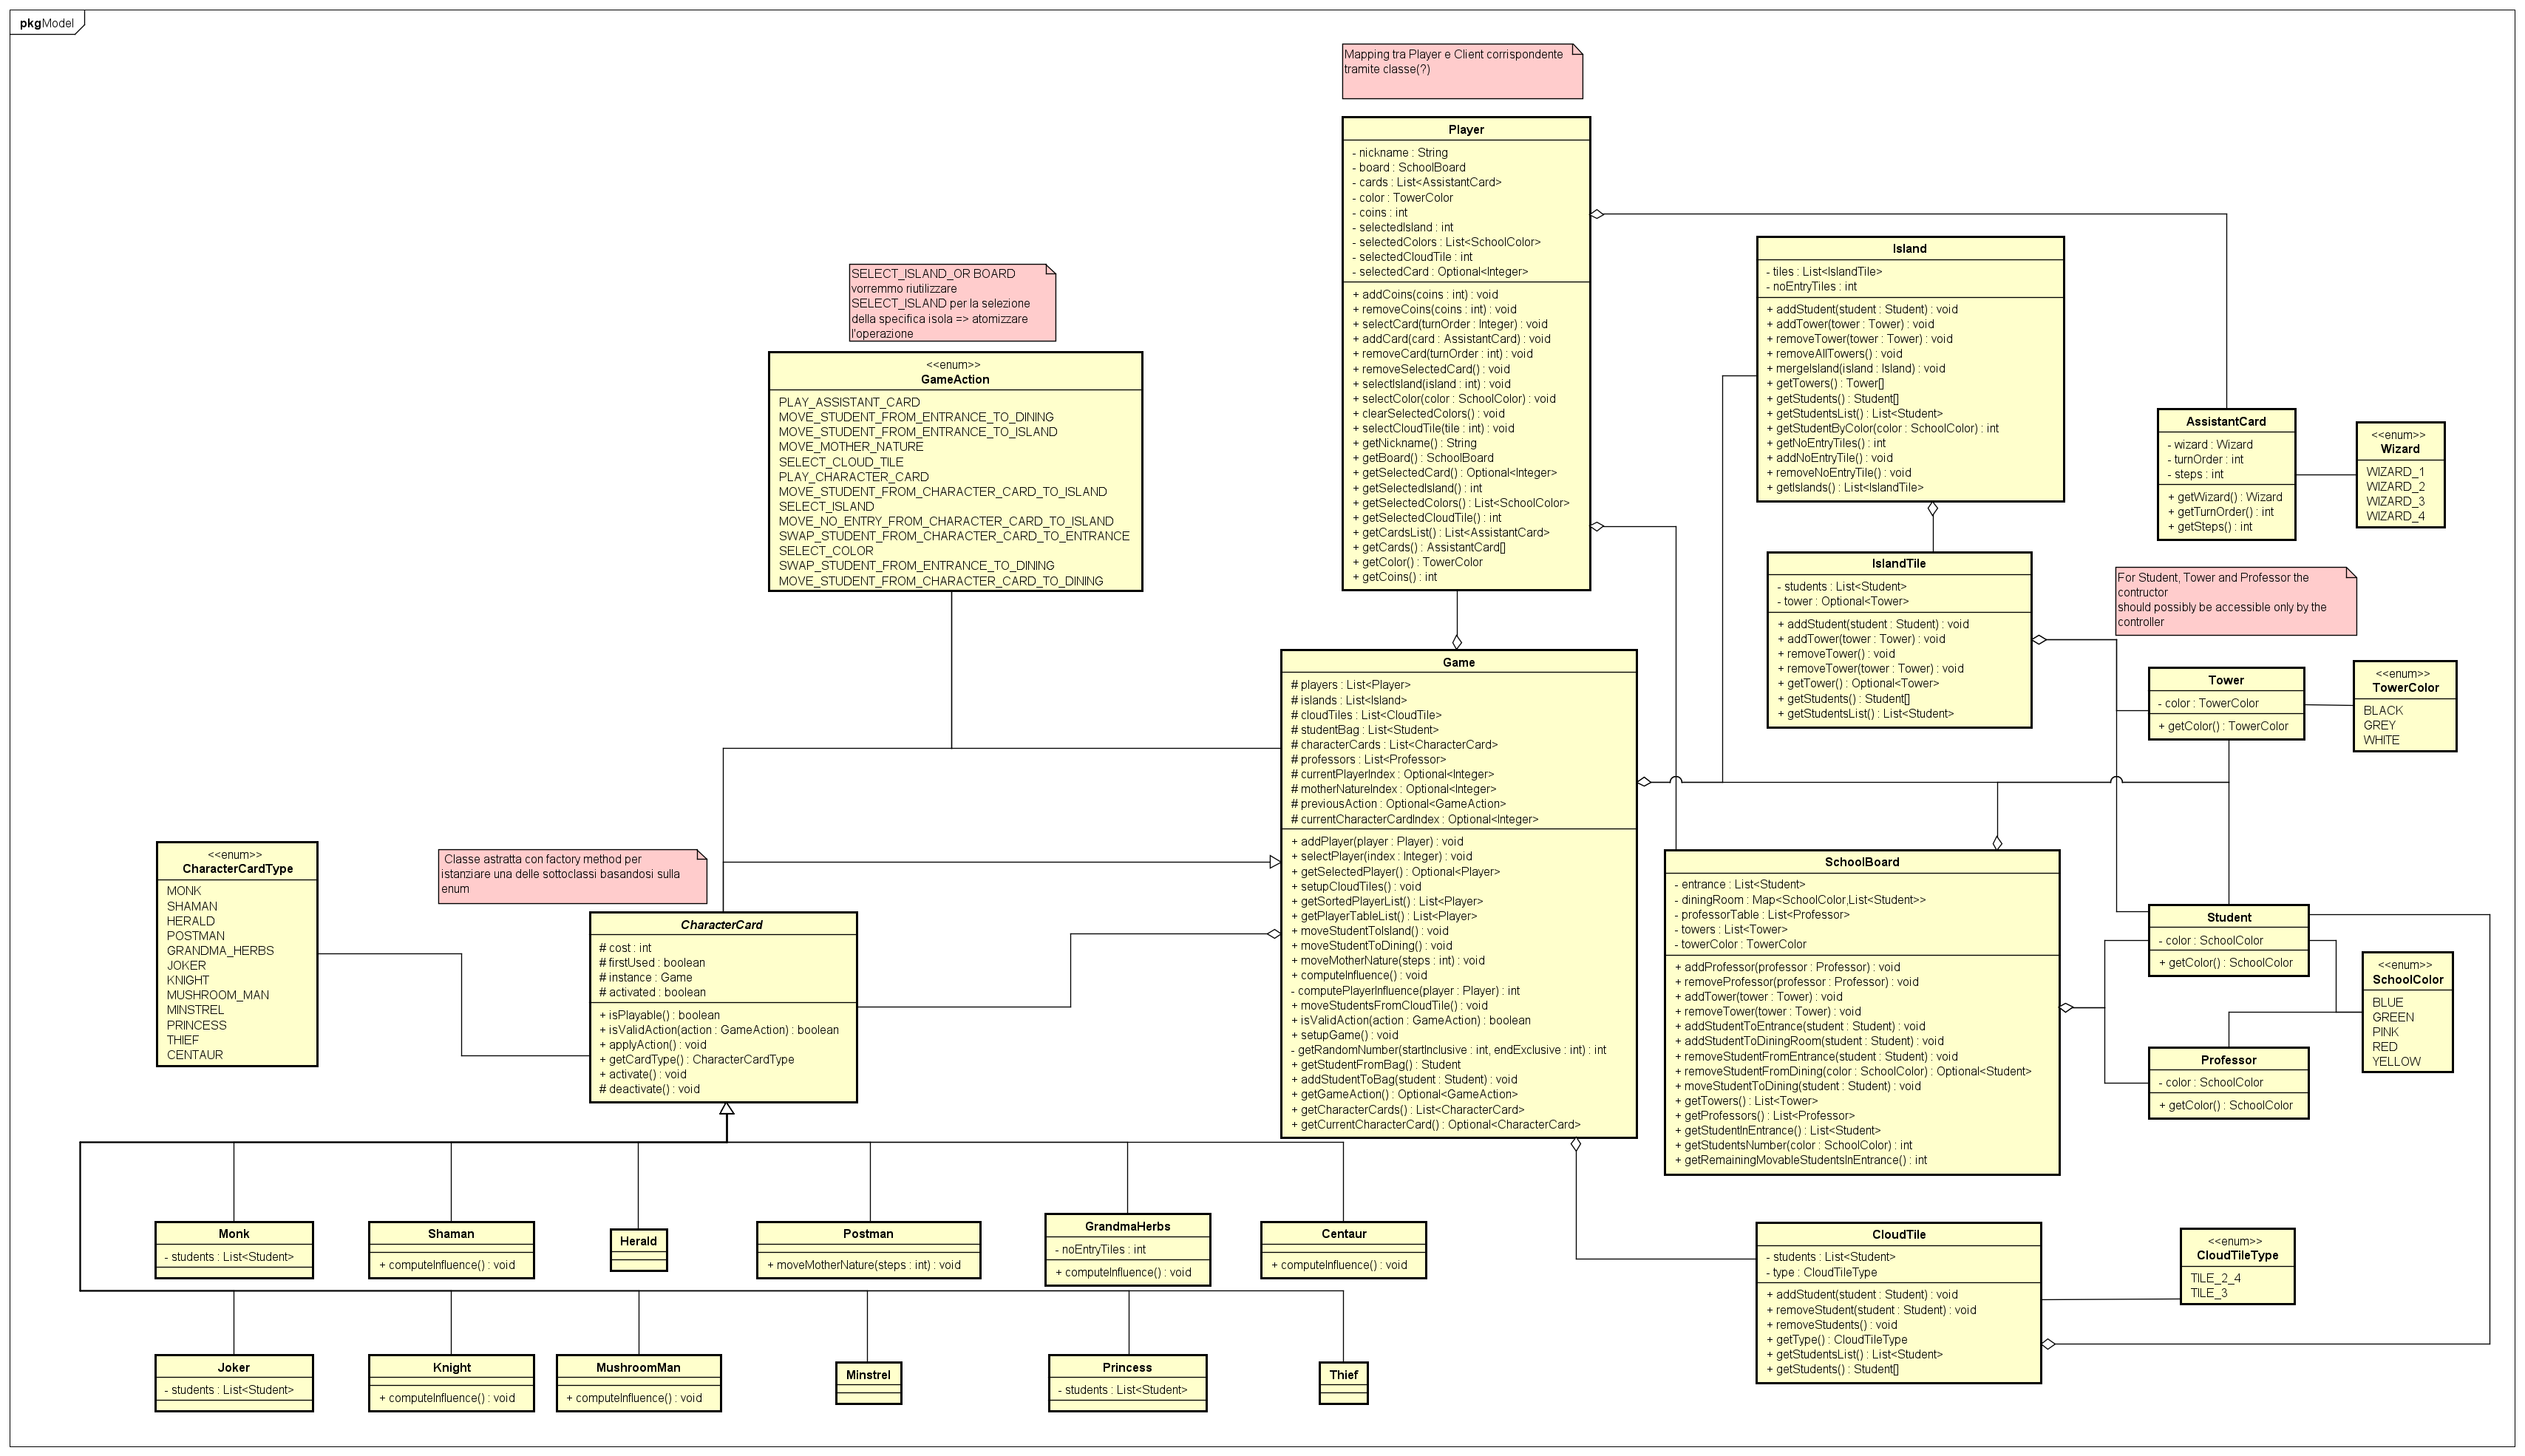 pkg Model
Mapping tra Player e Client corrispondente
tramite classe(?)
Player
- nickname : String
- board : SchoolBoard
- cards : List<AssistantCard>
- color : TowerColor
- coins : int
- selectedIsland : int
- selectedColors : List<SchoolColor>
- selectedCloudTile : int
- selectedCard : Optional<Integer>
+ addCoins(coins : int) : void
+ removeCoins(coins : int) : void
+ selectCard(turnOrder : Integer) : void
+ addCard(card : AssistantCard) : void
+ removeCard(turnOrder : int) : void
+ removeSelectedCard() : void
+ selectIsland(island : int) : void
+ selectColor(color : SchoolColor) : void
+ clearSelectedColors() : void
+ selectCloudTile(tile : int) : void
+ getNickname() : String
+ getBoard() : SchoolBoard
+ getSelectedCard() : Optional<Integer>
+ getSelectedIsland() : int
+ getSelectedColors() : List<SchoolColor>
+ getSelectedCloudTile() : int
+ getCardsList() : List<AssistantCard>
+ getCards() : AssistantCard[]
+ getColor() : TowerColor
+ getCoins() : int
Island
- tiles : List<IslandTile>
- noEntryTiles : int
+ addStudent(student : Student) : void
+ addTower(tower : Tower) : void
+ removeTower(tower : Tower) : void
+ removeAllTowers() : void
+ mergeIsland(island : Island) : void
+ getTowers() : Tower[]
+ getStudents() : Student[]
+ getStudentsList() : List<Student>
+ getStudentByColor(color : SchoolColor) : int
+ getNoEntryTiles() : int
+ addNoEntryTile() : void
+ removeNoEntryTile() : void
+ getIslands() : List<IslandTile>
SELECT_ISLAND_OR BOARD
vorremmo riutilizzare
SELECT_ISLAND per la selezione
della specifica isola => atomizzare
l'operazione
<<enum>>
GameAction
PLAY_ASSISTANT_CARD
MOVE_STUDENT_FROM_ENTRANCE_TO_DINING
MOVE_STUDENT_FROM_ENTRANCE_TO_ISLAND
MOVE_MOTHER_NATURE
SELECT_CLOUD_TILE
PLAY_CHARACTER_CARD
MOVE_STUDENT_FROM_CHARACTER_CARD_TO_ISLAND
SELECT_ISLAND
MOVE_NO_ENTRY_FROM_CHARACTER_CARD_TO_ISLAND
SWAP_STUDENT_FROM_CHARACTER_CARD_TO_ENTRANCE
SELECT_COLOR
SWAP_STUDENT_FROM_ENTRANCE_TO_DINING
MOVE_STUDENT_FROM_CHARACTER_CARD_TO_DINING
AssistantCard
- wizard : Wizard
- turnOrder : int
- steps : int
+ getWizard() : Wizard
+ getTurnOrder() : int
+ getSteps() : int
<<enum>>
Wizard
WIZARD_1
WIZARD_2
WIZARD_3
WIZARD_4
IslandTile
- students : List<Student>
- tower : Optional<Tower>
+ addStudent(student : Student) : void
+ addTower(tower : Tower) : void
+ removeTower() : void
+ removeTower(tower : Tower) : void
+ getTower() : Optional<Tower>
+ getStudents() : Student[]
+ getStudentsList() : List<Student>
For Student, Tower and Professor the
contructor
should possibly be accessible only by the
controller
Tower
- color : TowerColor
+ getColor() : TowerColor
<<enum>>
TowerColor
BLACK
GREY
WHITE
Game
# players : List<Player>
# islands : List<Island>
# cloudTiles : List<CloudTile>
# studentBag : List<Student>
# characterCards : List<CharacterCard>
# professors : List<Professor>
# currentPlayerIndex : Optional<Integer>
# motherNatureIndex : Optional<Integer>
# previousAction : Optional<GameAction>
# currentCharacterCardIndex : Optional<Integer>
+ addPlayer(player : Player) : void
+ selectPlayer(index : Integer) : void
+ getSelectedPlayer() : Optional<Player>
+ setupCloudTiles() : void
+ getSortedPlayerList() : List<Player>
+ getPlayerTableList() : List<Player>
+ moveStudentToIsland() : void
+ moveStudentToDining() : void
+ moveMotherNature(steps : int) : void
+ computeInfluence() : void
- computePlayerInfluence(player : Player) : int
+ moveStudentsFromCloudTile() : void
+ isValidAction(action : GameAction) : boolean
+ setupGame() : void
- getRandomNumber(startInclusive : int, endExclusive : int) : int
+ getStudentFromBag() : Student
+ addStudentToBag(student : Student) : void
+ getGameAction() : Optional<GameAction>
+ getCharacterCards() : List<CharacterCard>
+ getCurrentCharacterCard() : Optional<CharacterCard>
<<enum>>
CharacterCardType
MONK
SHAMAN
HERALD
POSTMAN
GRANDMA_HERBS
JOKER
KNIGHT
MUSHROOM_MAN
MINSTREL
PRINCESS
THIEF
CENTAUR
Classe astratta con factory method per
istanziare una delle sottoclassi basandosi sulla
enum
CharacterCard
# cost : int
# firstUsed : boolean
# instance : Game
# activated : boolean
+ isPlayable() : boolean
+ isValidAction(action : GameAction) : boolean
+ applyAction() : void
+ getCardType() : CharacterCardType
+ activate() : void
# deactivate() : void
SchoolBoard
- entrance : List<Student>
- diningRoom : Map<SchoolColor,List<Student>>
- professorTable : List<Professor>
- towers : List<Tower>
- towerColor : TowerColor
+ addProfessor(professor : Professor) : void
+ removeProfessor(professor : Professor) : void
+ addTower(tower : Tower) : void
+ removeTower(tower : Tower) : void
+ addStudentToEntrance(student : Student) : void
+ addStudentToDiningRoom(student : Student) : void
+ removeStudentFromEntrance(student : Student) : void
+ removeStudentFromDining(color : SchoolColor) : Optional<Student>
+ moveStudentToDining(student : Student) : void
+ getTowers() : List<Tower>
+ getProfessors() : List<Professor>
+ getStudentInEntrance() : List<Student>
+ getStudentsNumber(color : SchoolColor) : int
+ getRemainingMovableStudentsInEntrance() : int
Student
- color : SchoolColor
+ getColor() : SchoolColor
<<enum>>
SchoolColor
BLUE
GREEN
PINK
RED
YELLOW
Professor
- color : SchoolColor
+ getColor() : SchoolColor
Monk
- students : List<Student>
Shaman
+ computeInfluence() : void
Herald
Postman
+ moveMotherNature(steps : int) : void
GrandmaHerbs
- noEntryTiles : int
+ computeInfluence() : void
Centaur
+ computeInfluence() : void
CloudTile
- students : List<Student>
- type : CloudTileType
+ addStudent(student : Student) : void
+ removeStudent(student : Student) : void
+ removeStudents() : void
+ getType() : CloudTileType
+ getStudentsList() : List<Student>
+ getStudents() : Student[]
<<enum>>
CloudTileType
TILE_2_4
TILE_3
Joker
- students : List<Student>
Knight
+ computeInfluence() : void
MushroomMan
+ computeInfluence() : void
Minstrel
Princess
- students : List<Student>
Thief